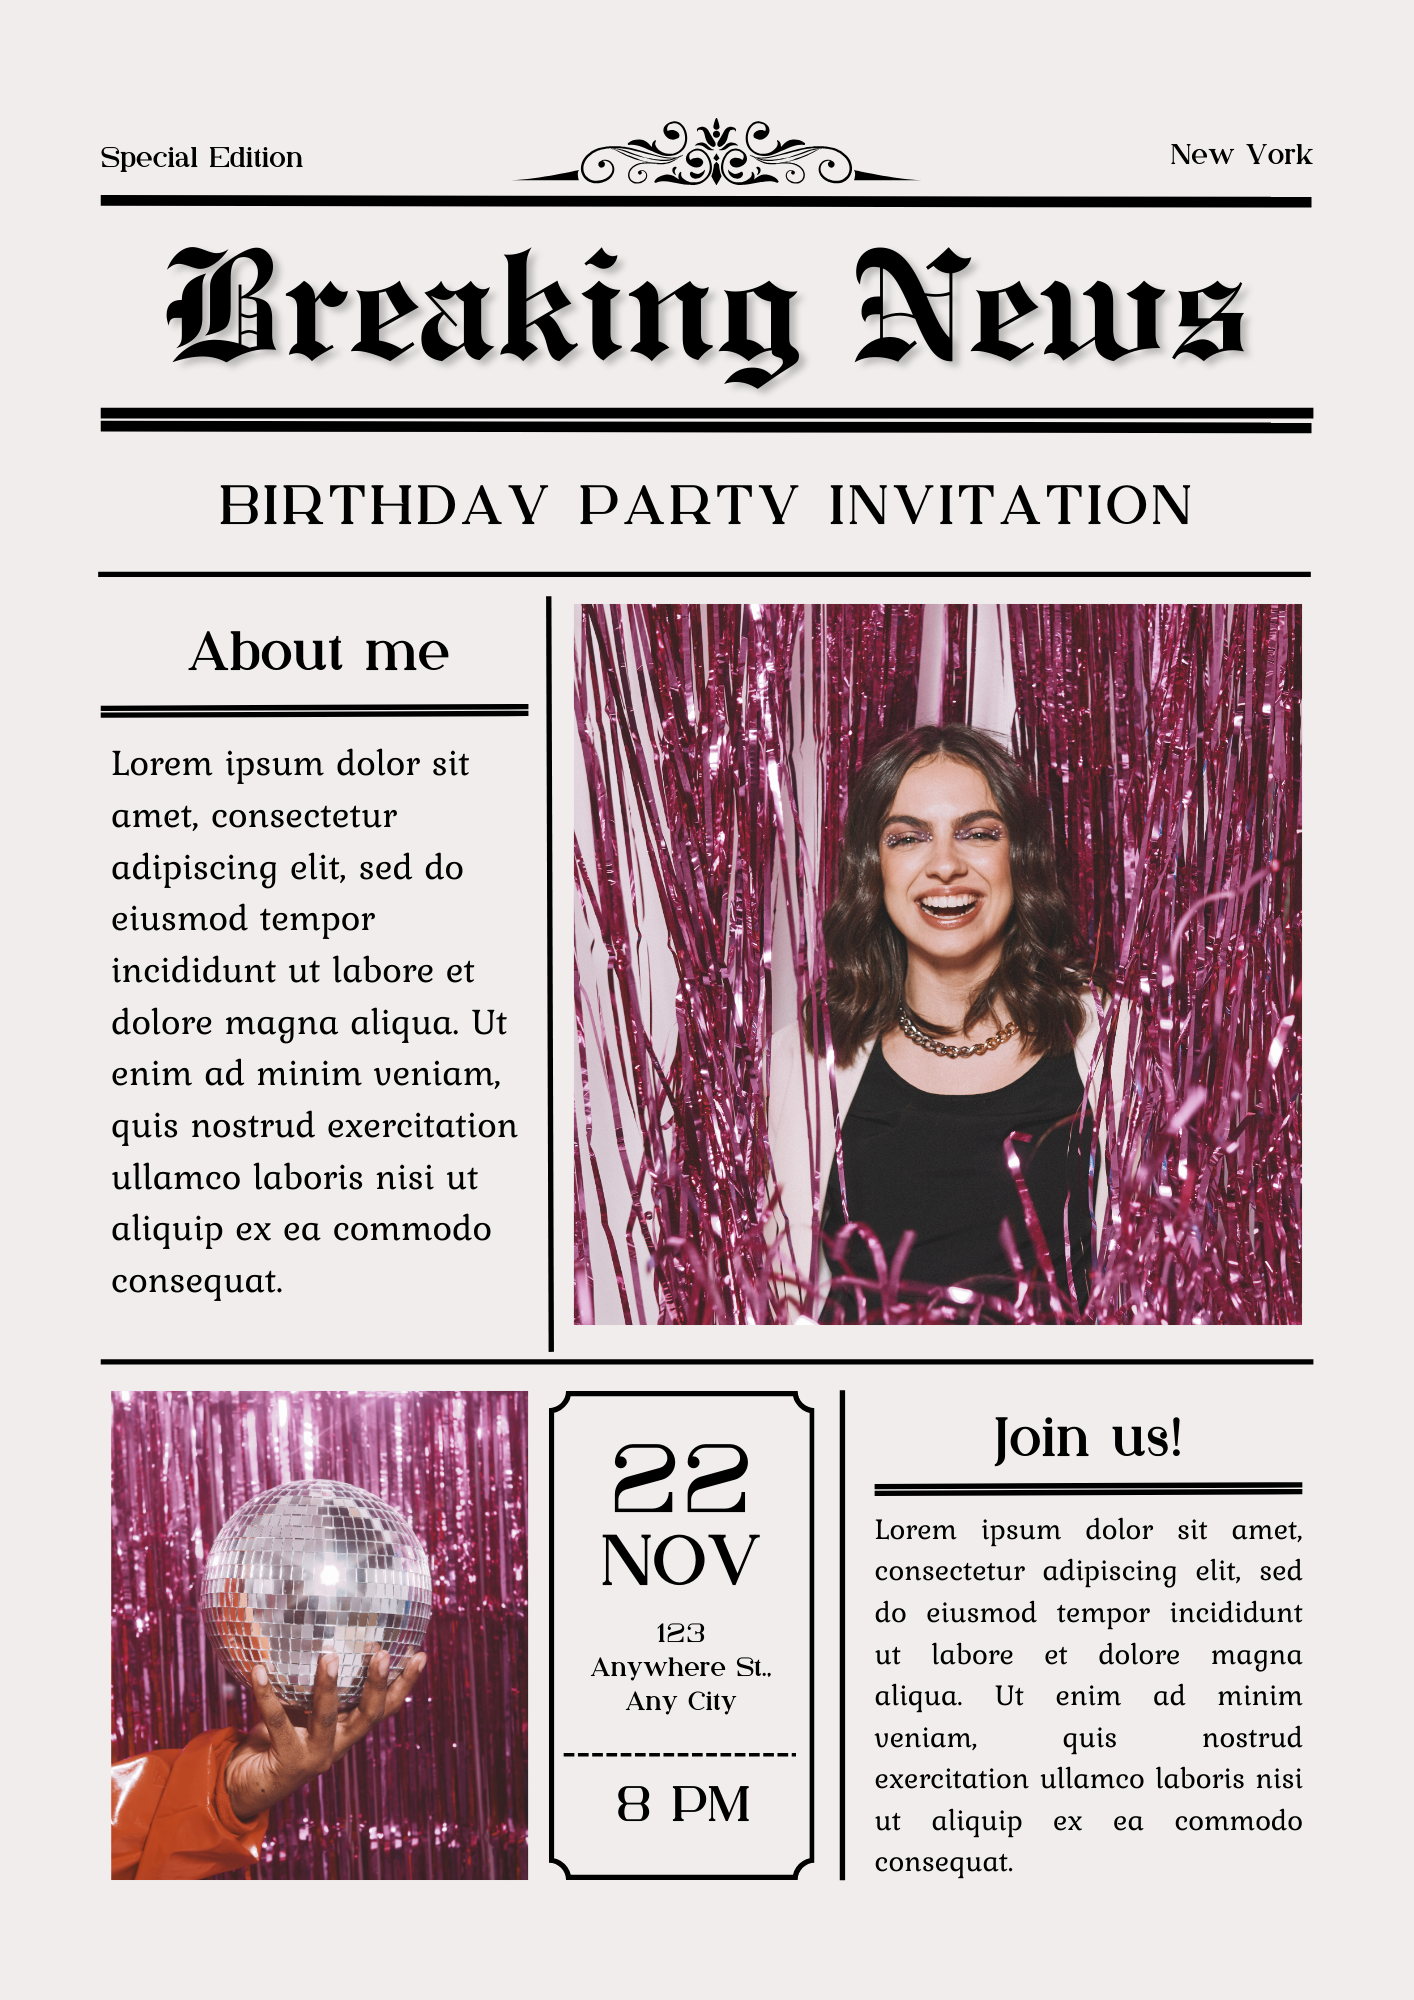 Special Edition
New York
Breaking News
BIRTHDAY PARTY INVITATION
About me
Lorem ipsum dolor sit
amet, consectetur
adipiscing elit, sed do
eiusmod tempor
incididunt ut labore et
dolore magna aliqua. Ut
enim ad minim veniam,
quis nostrud exercitation
ullamco laboris nisi ut
aliquip ex ea commodo
consequat.
22
NOV
123
Anywhere St.,
Any City
8 PM
Join us!
Lorem ipsum dolor sit amet,
consectetur adipiscing elit, sed
do eiusmod tempor incididunt
ut labore et dolore magna
aliqua. Ut enim ad minim
veniam, quis nostrud
exercitation ullamco laboris nisi
ut aliquip ex ea commodo
consequat.